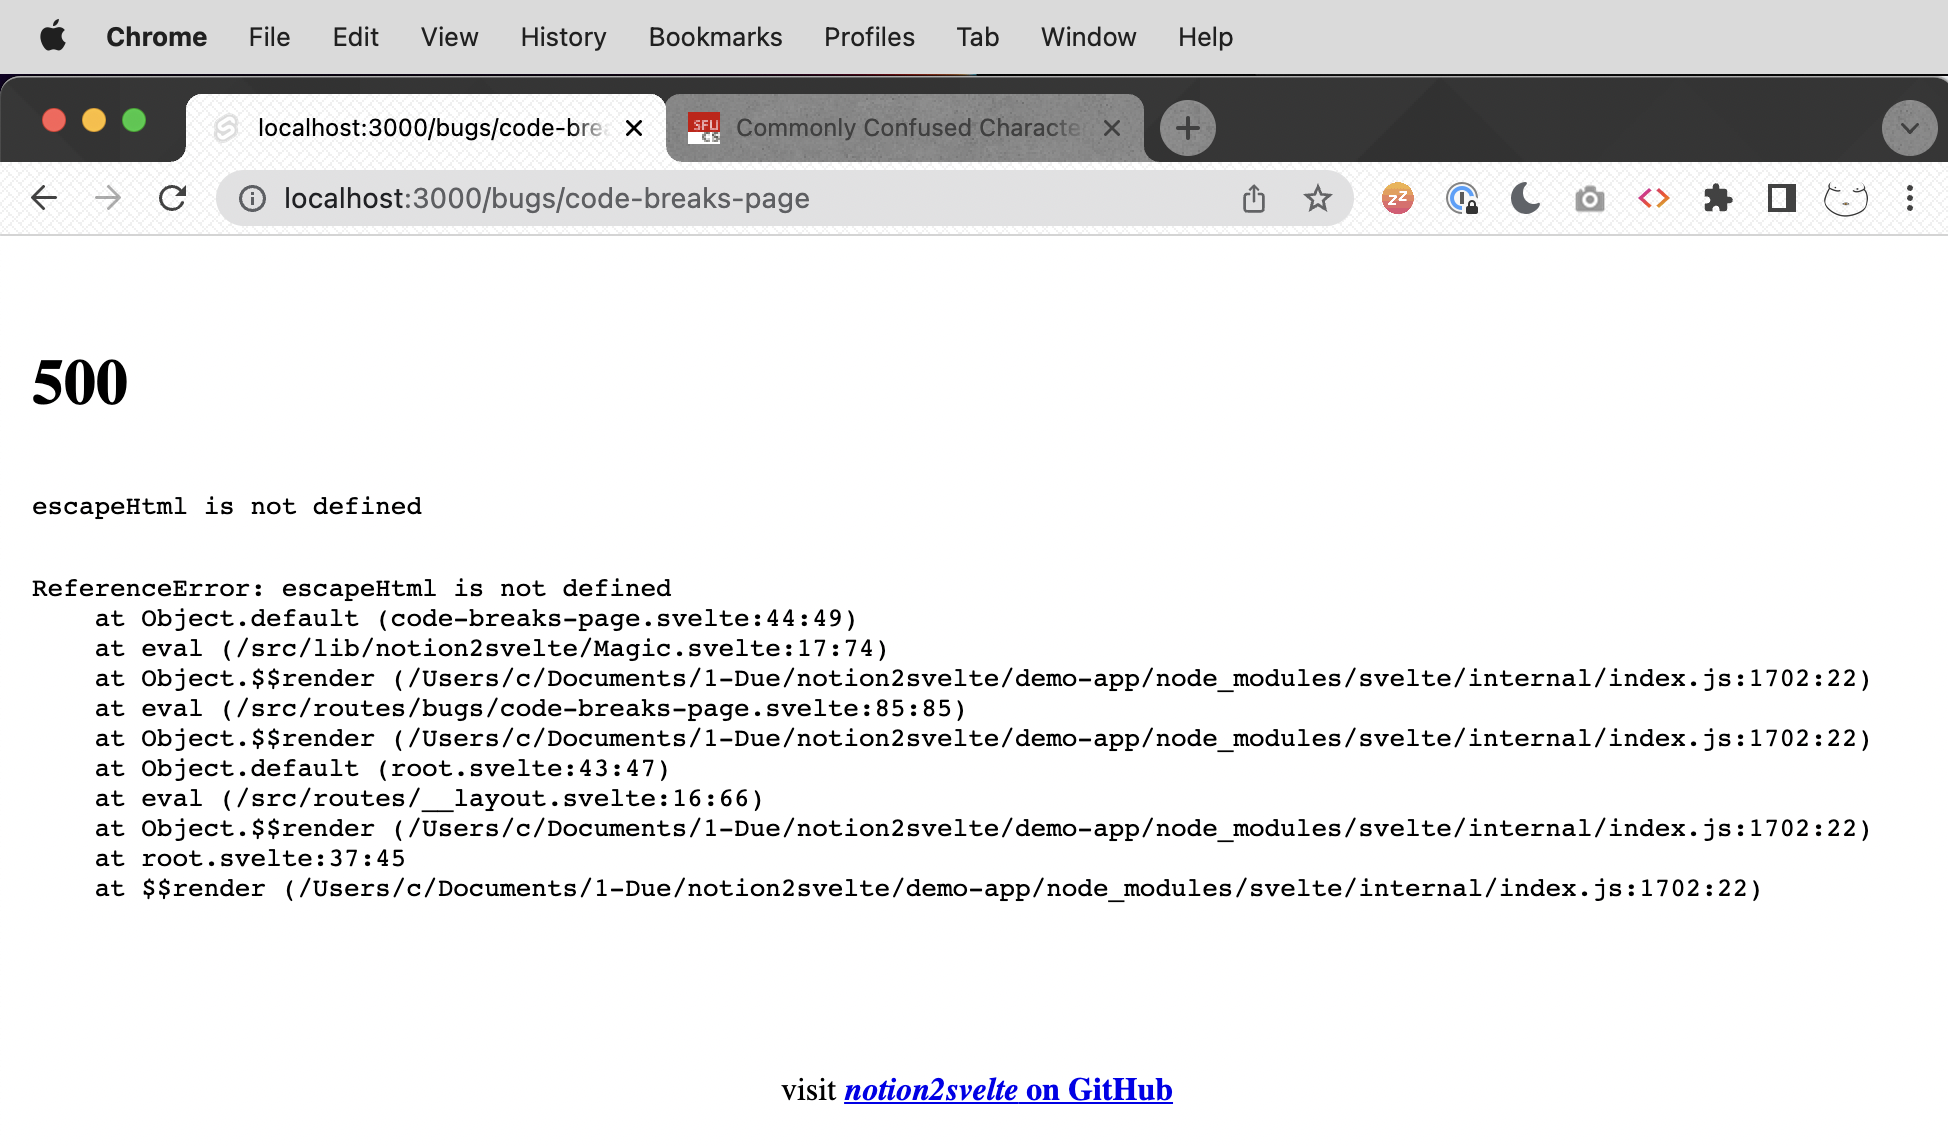 Chrome File Edit View History Bookmarks Profiles Tab Window Help
localhost:3000/bugs/code-bre
SFU CS Commonly Confused Characte
localhost:3000/bugs/code-breaks-page
zz
500
escapeHtml is not defined
ReferenceError: escapeHtml is not defined
    at Object.default (code-breaks-page.svelte:44:49)
    at eval (/src/lib/notion2svelte/Magic.svelte:17:74)
    at Object.$$render (/Users/c/Documents/1-Due/notion2svelte/demo-app/node_modules/svelte/internal/index.js:1702:22)
    at eval (/src/routes/bugs/code-breaks-page.svelte:85:85)
    at Object.$$render (/Users/c/Documents/1-Due/notion2svelte/demo-app/node_modules/svelte/internal/index.js:1702:22)
    at Object.default (root.svelte:43:47)
    at eval (/src/routes/__layout.svelte:16:66)
    at Object.$$render (/Users/c/Documents/1-Due/notion2svelte/demo-app/node_modules/svelte/internal/index.js:1702:22)
    at root.svelte:37:45
    at $$render (/Users/c/Documents/1-Due/notion2svelte/demo-app/node_modules/svelte/internal/index.js:1702:22)
visit notion2svelte on GitHub